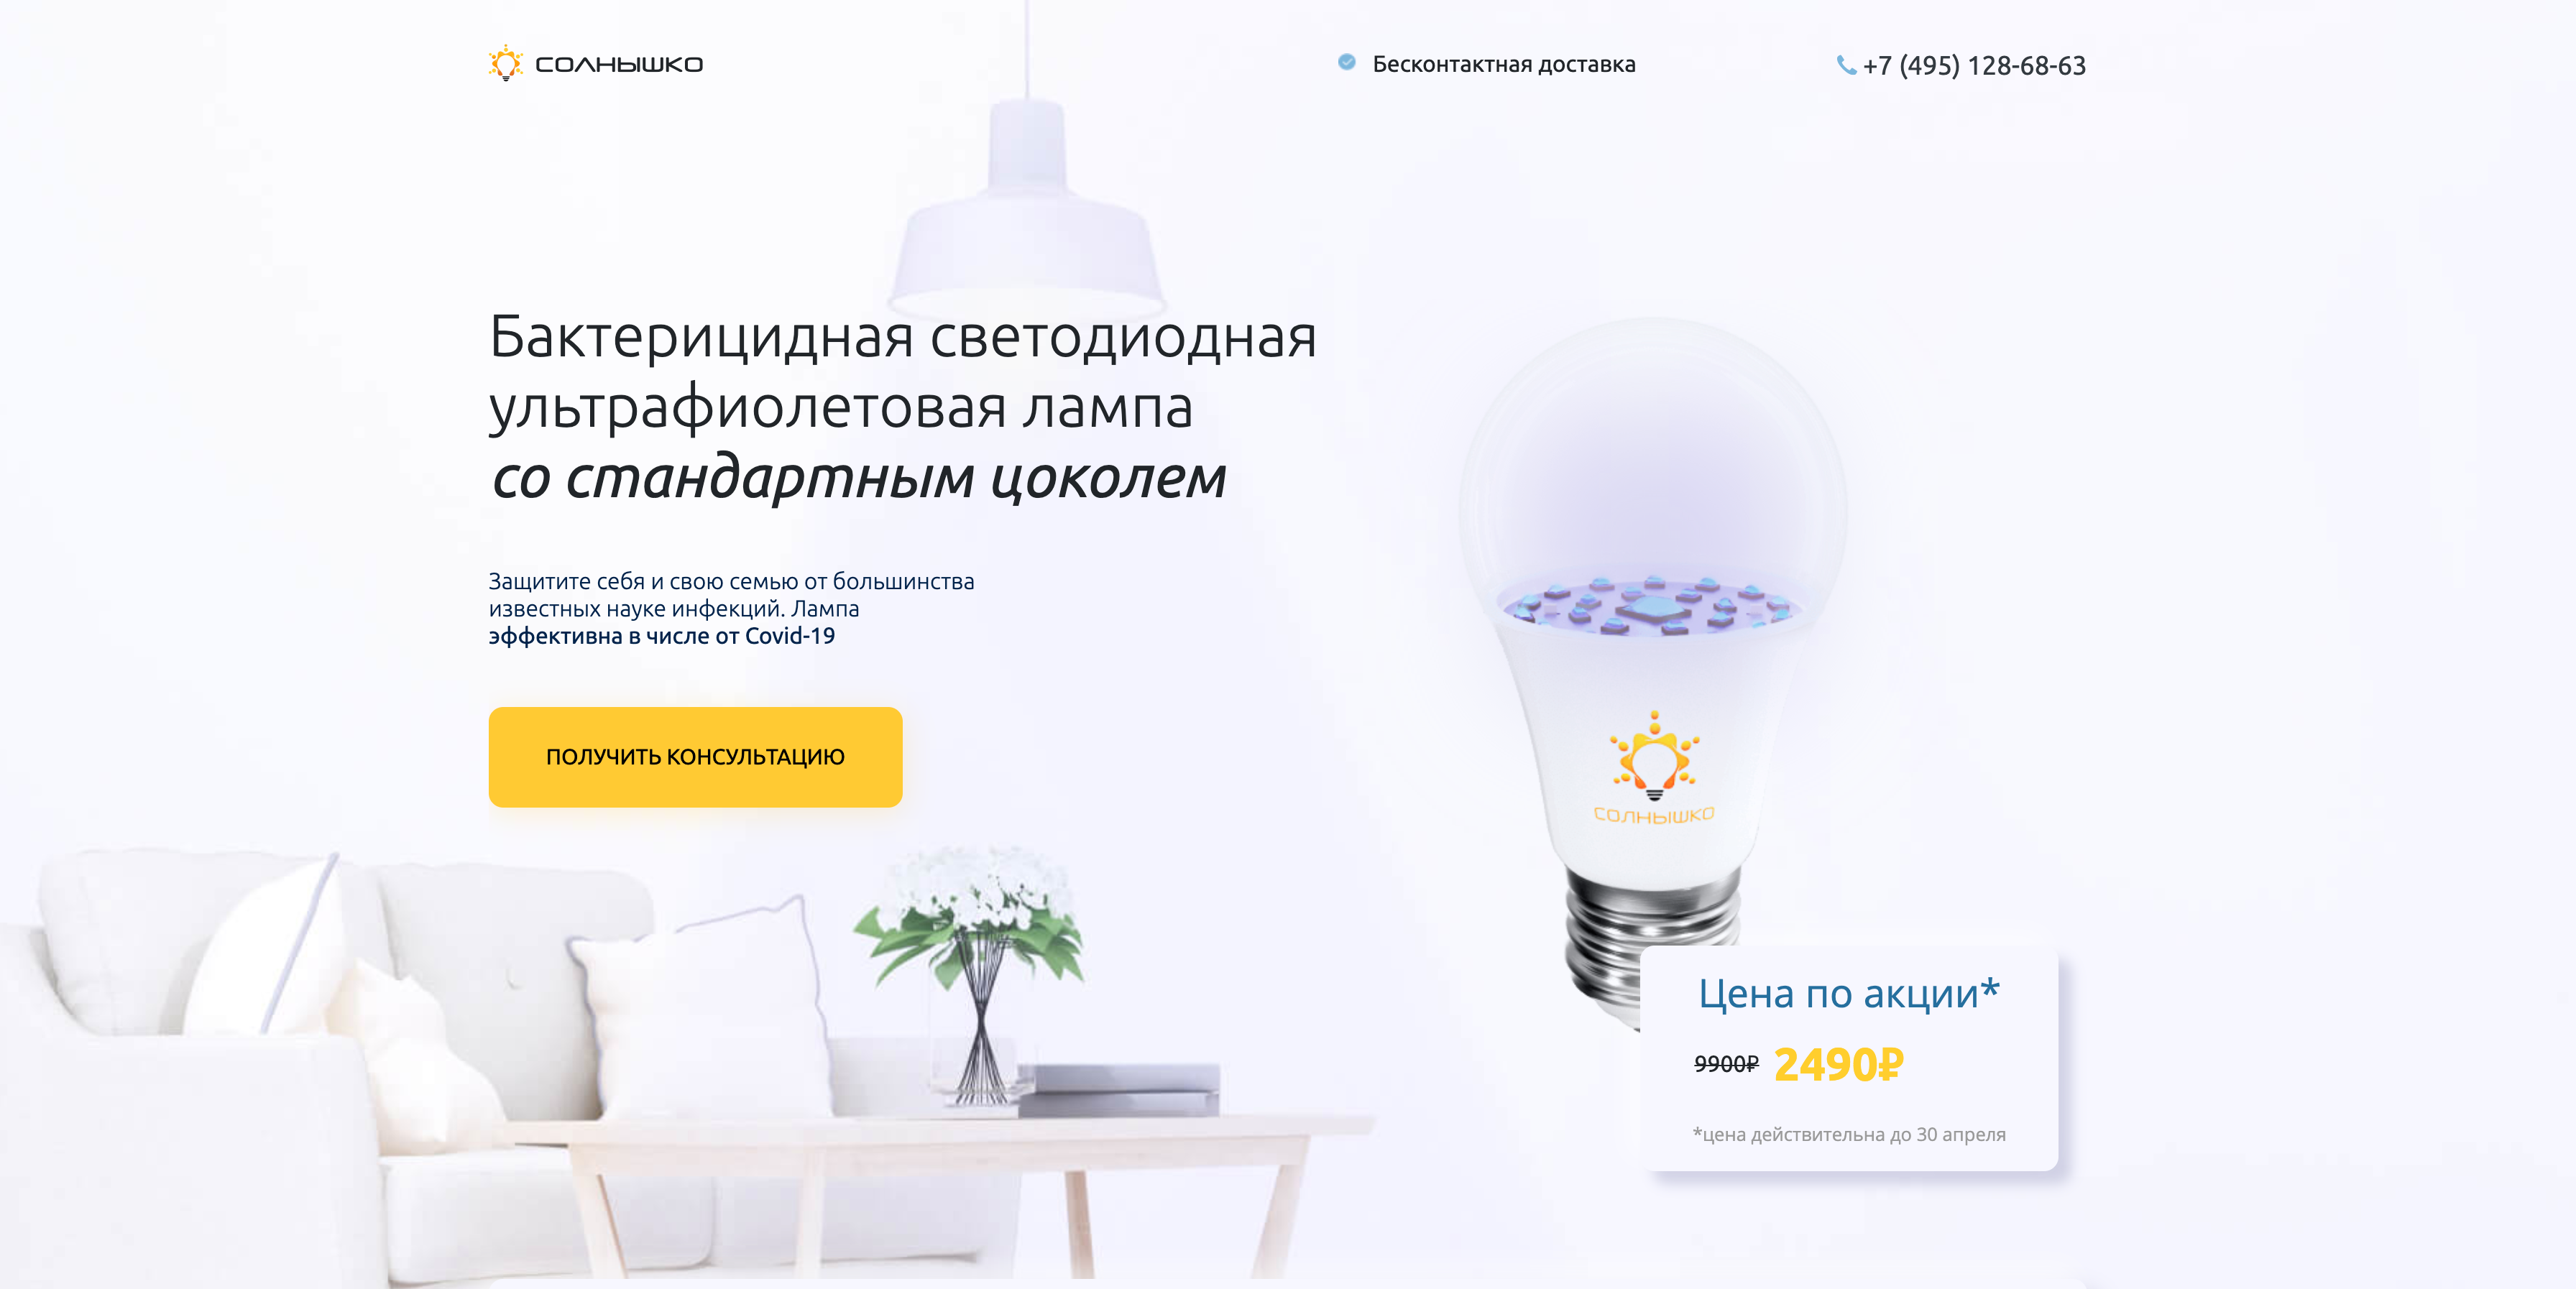 СОЛНЫШКО
Бесконтактная доставка
+7 (495) 128-68-63
Бактерицидная светодиодная
ультрафиолетовая лампа
со стандартным цоколем
Защитите себя и свою семью от большинства
известных науке инфекций. Лампа
эффективна в числе от Covid-19
ПОЛУЧИТЬ КОНСУЛЬТАЦИЮ
СОЛНЫШКО
Цена по акции*
9900₽ 2490₽
*цена действительна до 30 апреля